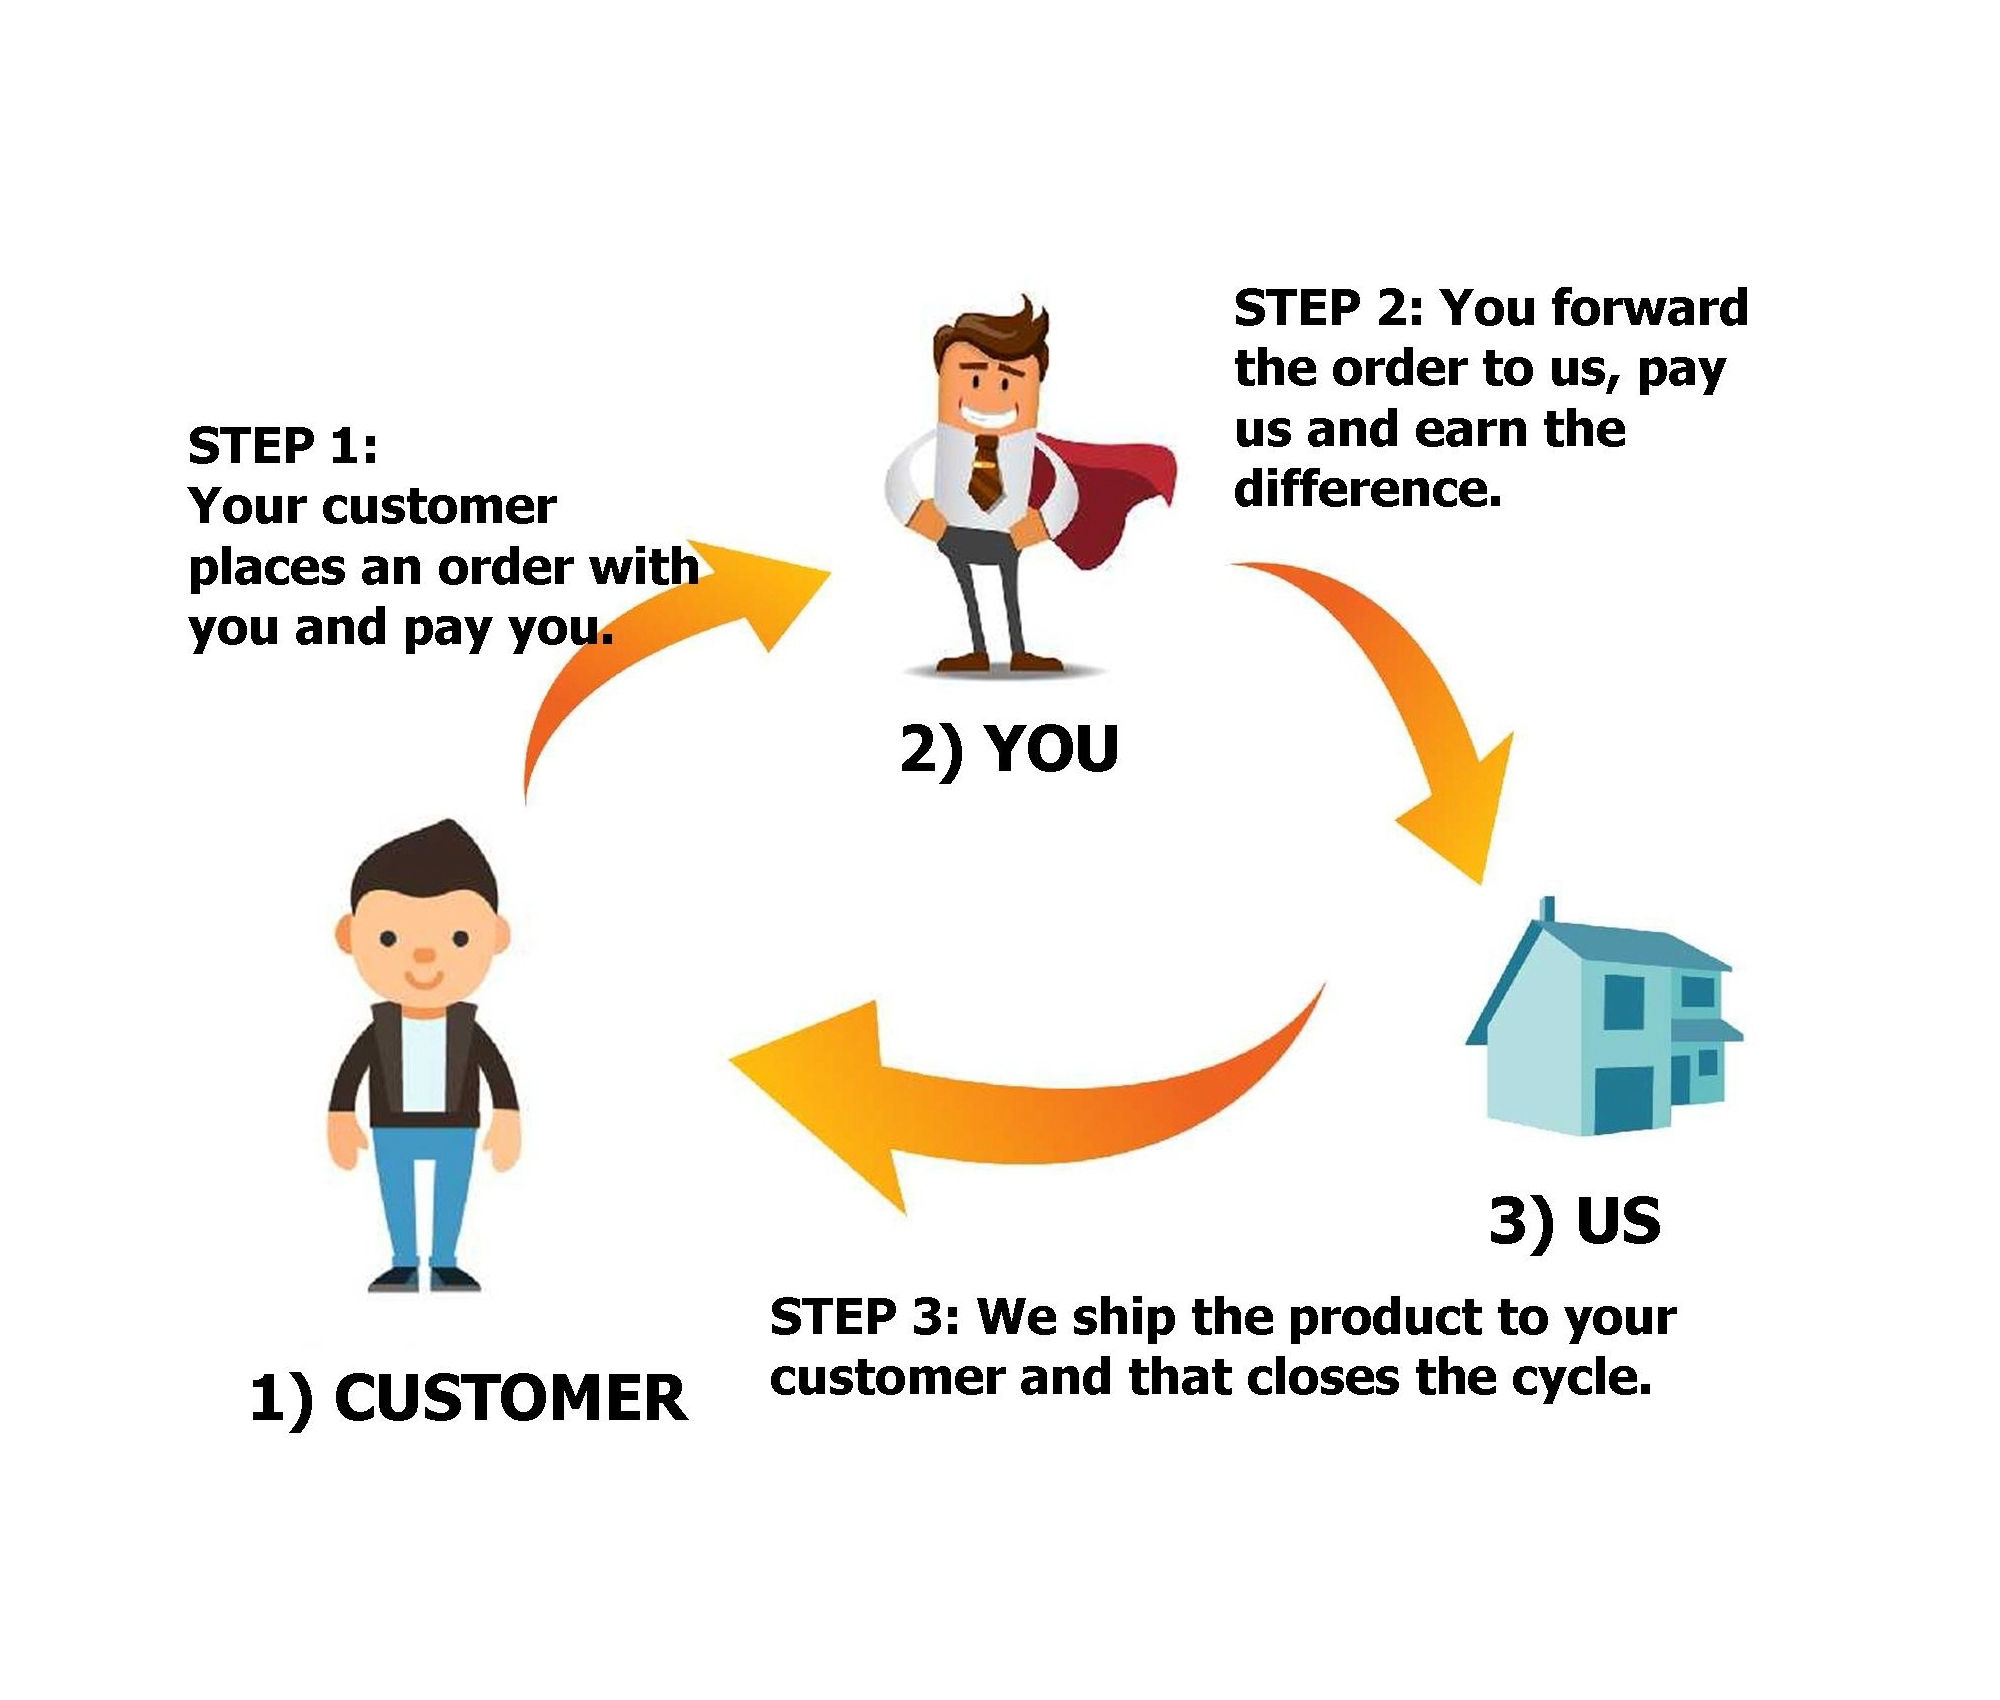 STEP 1:
Your customer
places an order with
you and pay you.
STEP 2: You forward
the order to us, pay
us and earn the
difference.
2) YOU
3) US
STEP 3: We ship the product to your
customer and that closes the cycle.
1) CUSTOMER